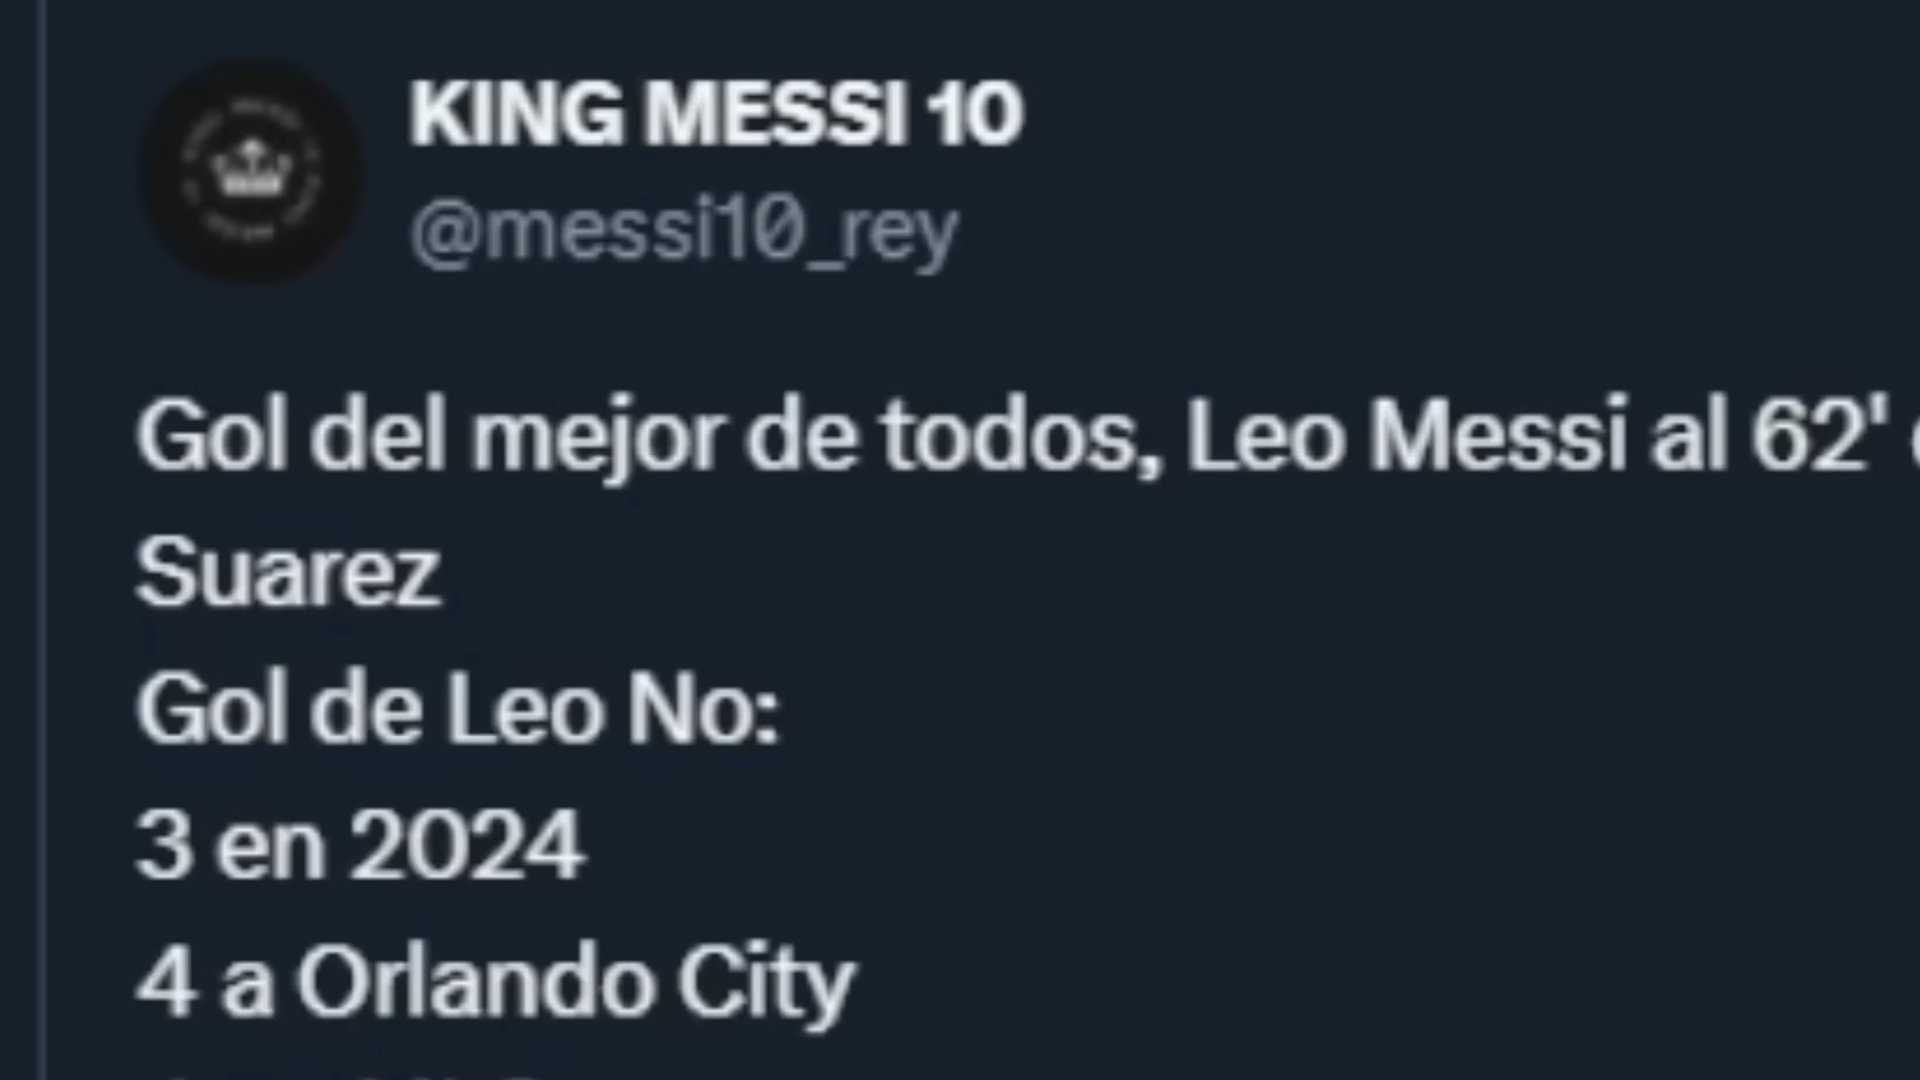 KING MESSI 10
@messi10_rey
Gol del mejor de todos, Leo Messi al 62'
Suarez
Gol de Leo No:
3 en 2024
4 a Orlando City